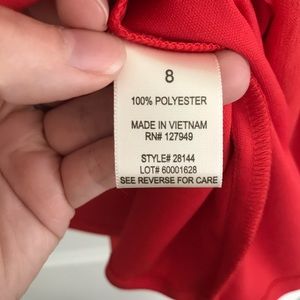 8
100% POLYESTER
MADE IN VIETNAM
RN# 127949
STYLE# 28144
LOT# 60001628
SEE REVERSE FOR CARE